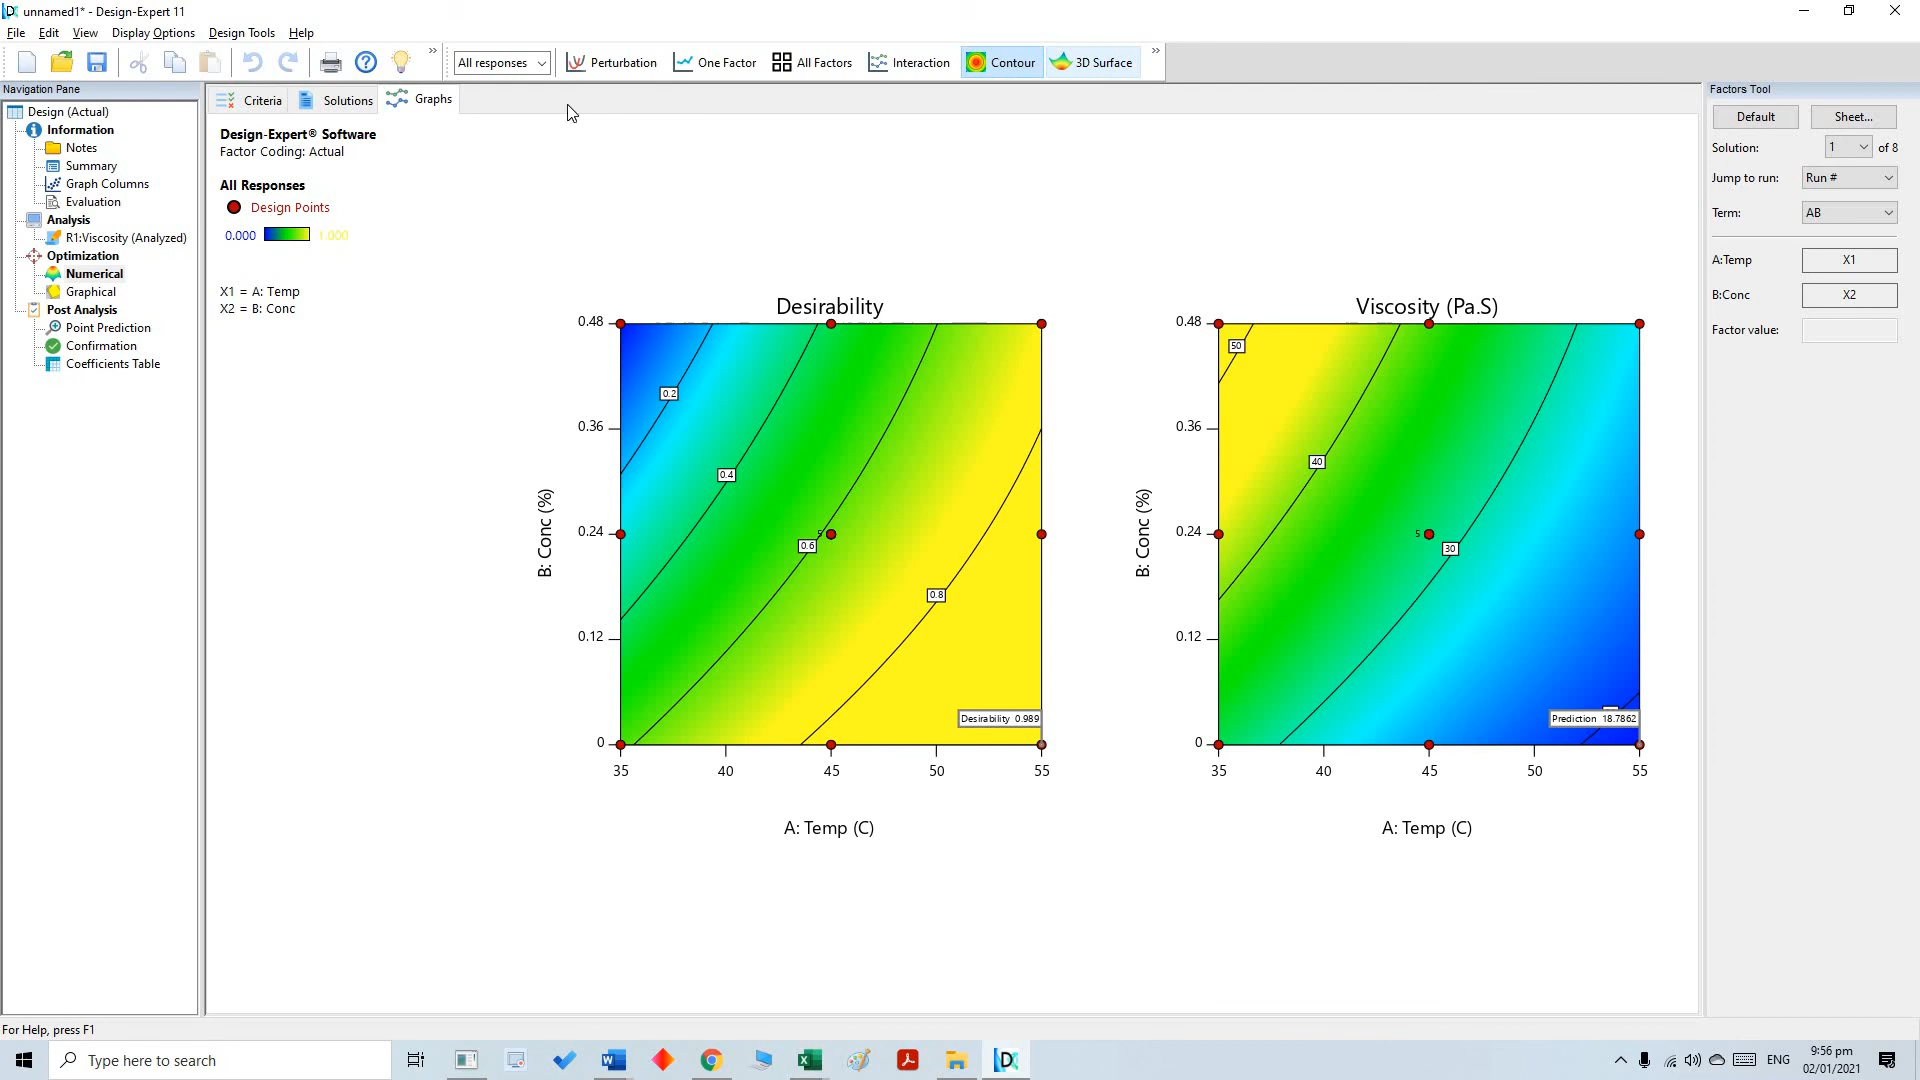 unnamed1* - Design-Expert 11
File Edit View Display Options Design Tools Help
» All responses Perturbation One Factor All Factors Interaction Contour 3D Surface »
Navigation Pane
Design (Actual)
Information
Notes
Summary
Graph Columns
Evaluation
Analysis
R1:Viscosity (Analyzed)
Optimization
Numerical
Graphical
Post Analysis
Point Prediction
Confirmation
Coefficients Table
Criteria Solutions Graphs
Design-Expert® Software
Factor Coding: Actual
All Responses
Design Points
0.000 1.000
X1 = A: Temp
X2 = B: Conc
Desirability
0.48
0.36
0.24
0.12
0
B: Conc (%)
0.2
0.4
5
0.6
0.8
Desirability 0.989
35 40 45 50 55
A: Temp (C)
Viscosity (Pa.S)
0.48
0.36
0.24
0.12
0
B: Conc (%)
50
40
5
30
Prediction 18.7862
35 40 45 50 55
A: Temp (C)
Factors Tool
Default Sheet...
Solution: 1 of 8
Jump to run: Run #
Term: AB
A:Temp X1
B:Conc X2
Factor value:
For Help, press F1
Type here to search
ENG
9:56 pm
02/01/2021